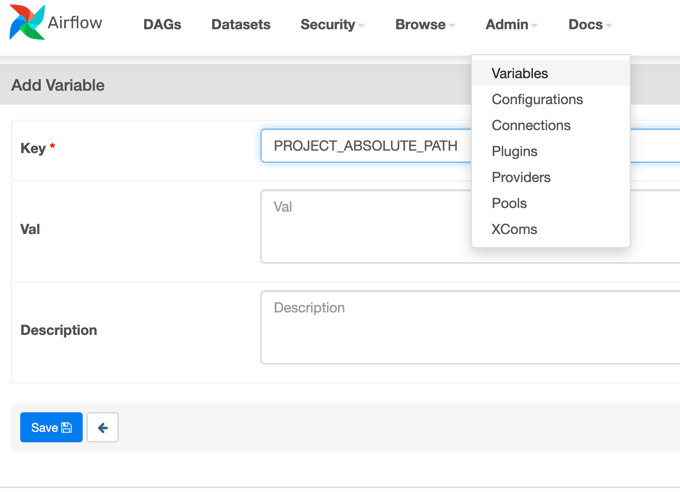 Airflow DAGs Datasets Security Browse Admin Docs
Add Variable
Variables
Configurations
Connections
Plugins
Providers
Pools
XComs
Key * PROJECT_ABSOLUTE_PATH
Val Val
Description Description
Save